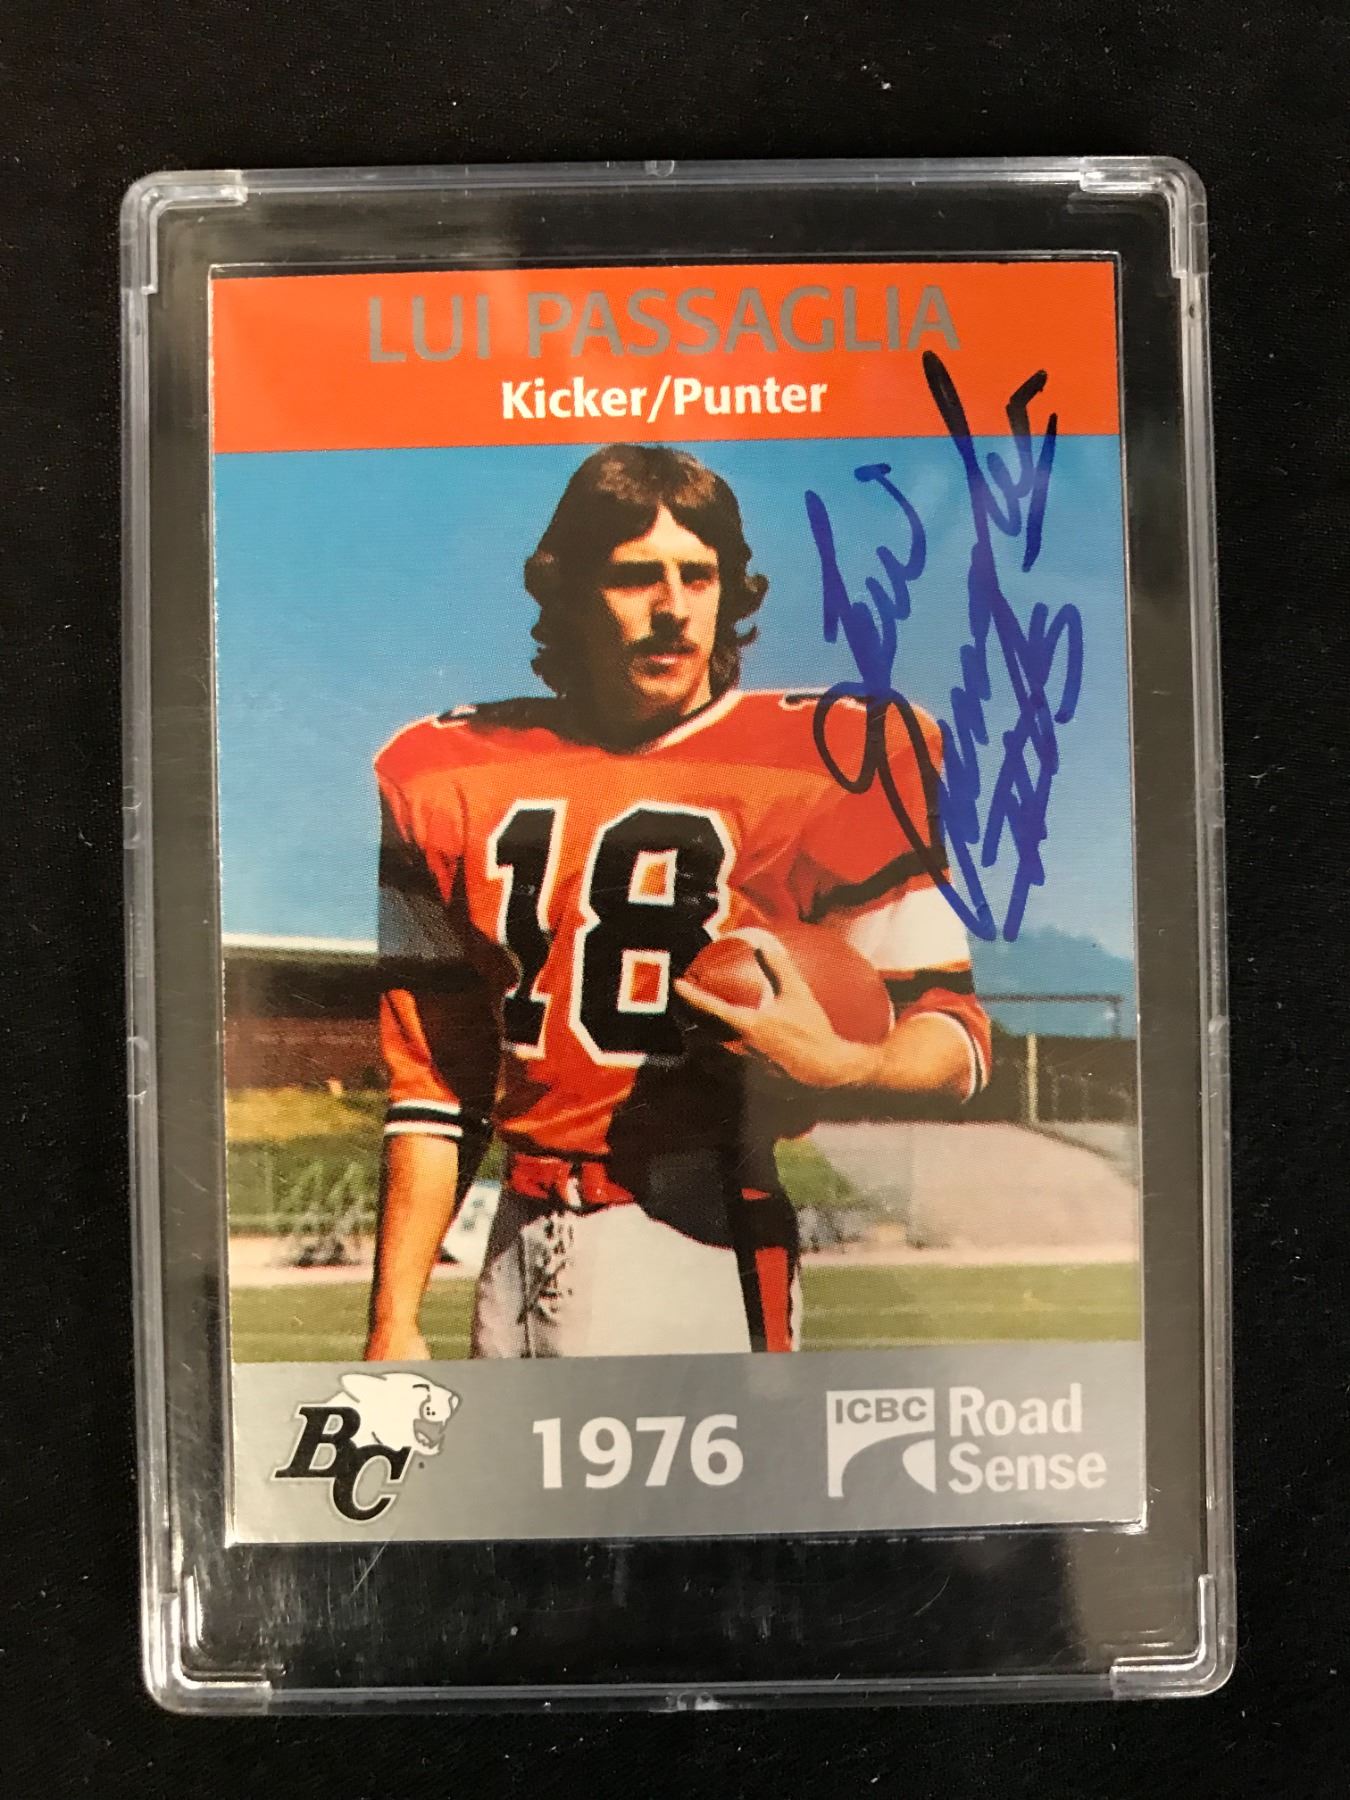 LUI PASSAGLIA
Kicker/Punter
18
BC
1976
ICBC
Road
Sense